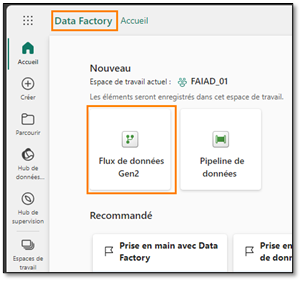 Data Factory Accueil
Accueil
Créer
Parcourir
Hub de
données...
Hub de
supervision
Espaces de
travail
Nouveau
Espace de travail actuel : FAIAD_01
Les éléments seront enregistrés dans cet espace de travail.
Flux de données
Gen2
Pipeline de
données
Recommandé
Prise en main avec Data
Factory
Prise e
de donn